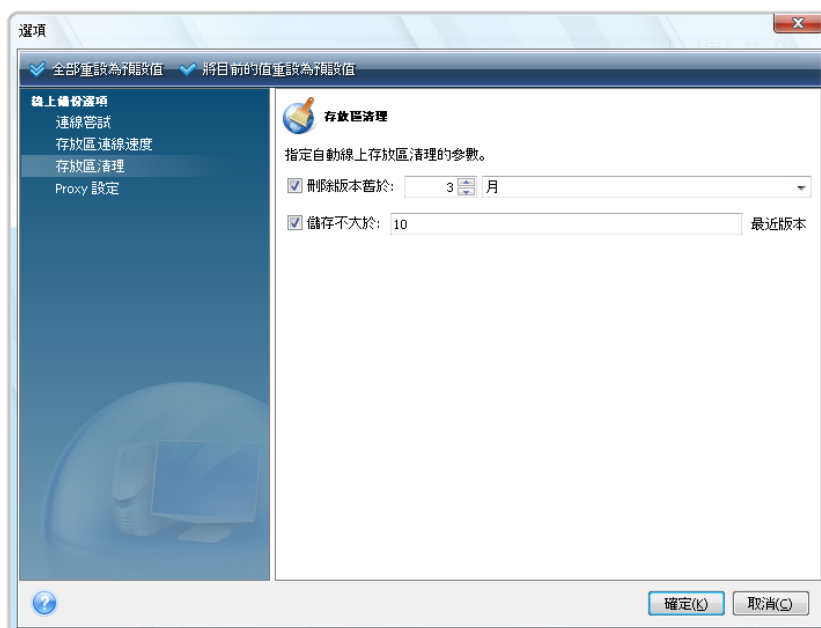 選項
全部重設為預設值 將目前的值重設為預設值
線上備份選項
連線嘗試
存放區連線速度
存放區清理
Proxy 設定
存放區清理
指定自動線上存放區清理的參數。
刪除版本舊於: 3 月
儲存不大於: 10 最近版本
確定(K) 取消(C)